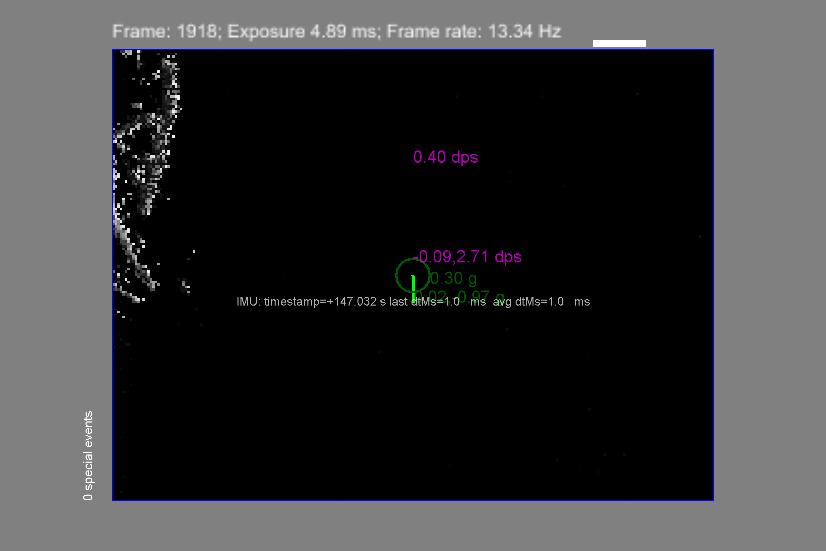 Frame: 1918; Exposure 4.89 ms; Frame rate: 13.34 Hz
0.40 dps
-0.09,2.71 dps
0.30 g
0.97 g
IMU: timestamp=+147.032 s last dtMs=1.0 ms avg dtMs=1.0 ms
0 special events